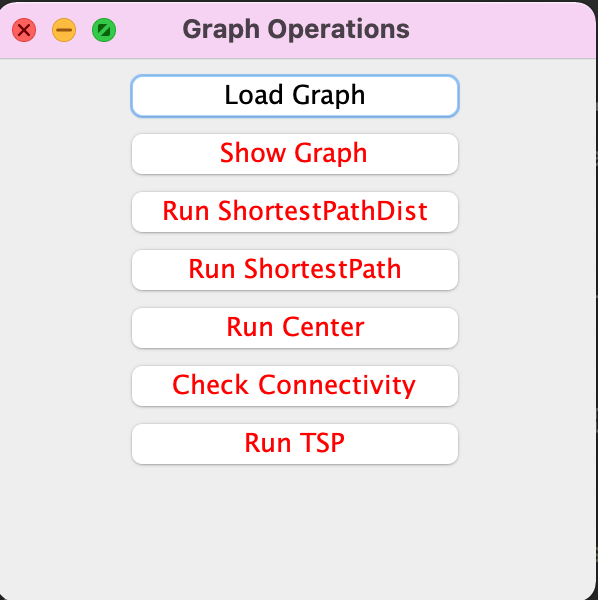 Graph Operations
Load Graph
Show Graph
Run ShortestPathDist
Run ShortestPath
Run Center
Check Connectivity
Run TSP